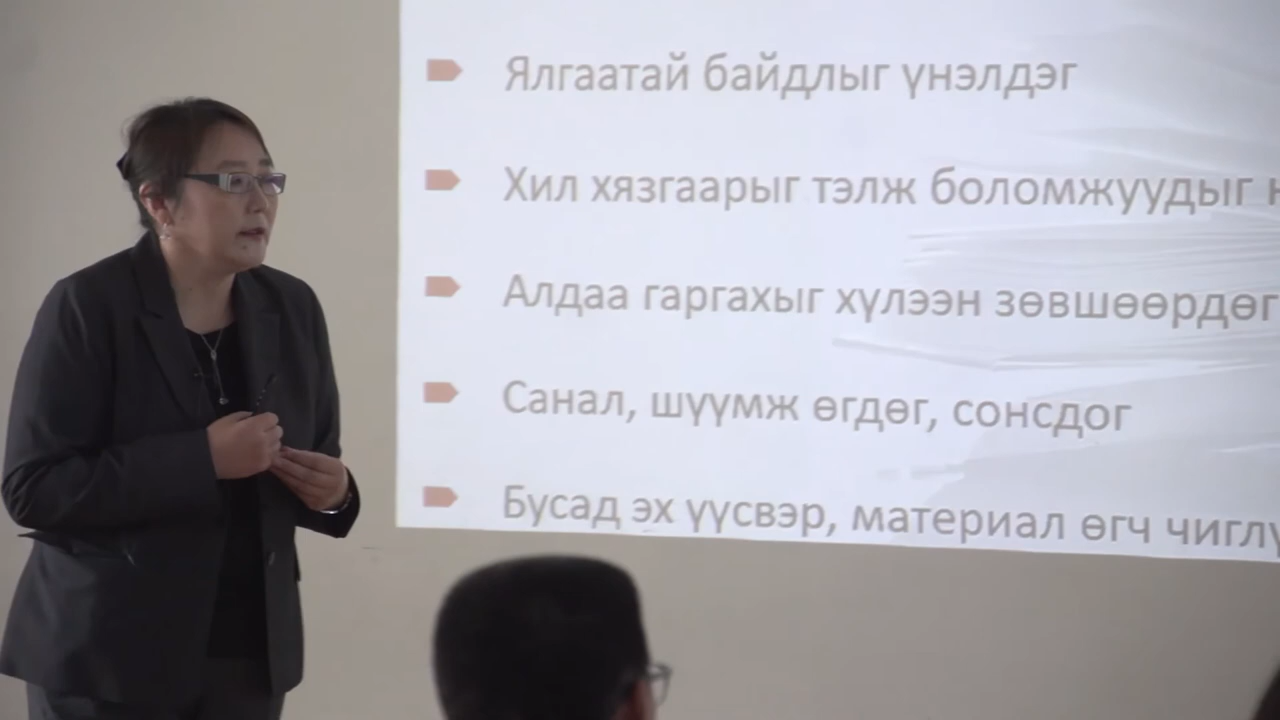 Ялгаатай байдлыг үнэлдэг
Хил хязгаарыг тэлж боломжуудыг
Алдаа гаргахыг хүлээн зөвшөөрдөг
Санал, шүүмж өгдөг, сонсдог
Бусад эх үүсвэр, материал өгч